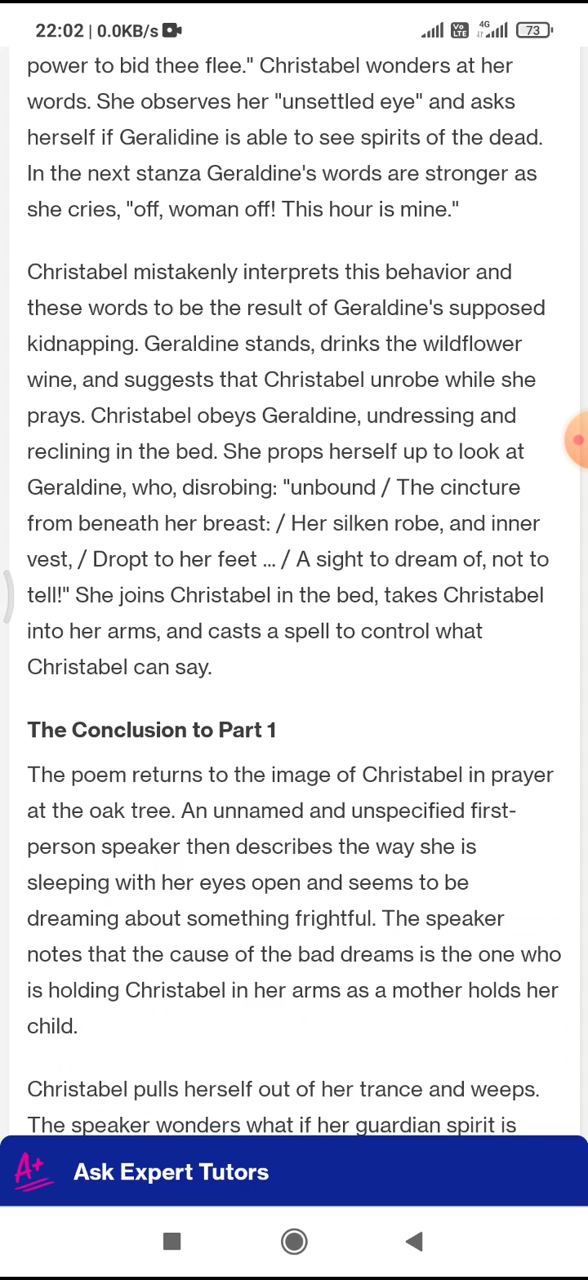 22:02 | 0.0KB/s
Vo LTE 4G 73
power to bid thee flee." Christabel wonders at her
words. She observes her "unsettled eye" and asks
herself if Geralidine is able to see spirits of the dead.
In the next stanza Geraldine's words are stronger as
she cries, "off, woman off! This hour is mine."
Christabel mistakenly interprets this behavior and
these words to be the result of Geraldine's supposed
kidnapping. Geraldine stands, drinks the wildflower
wine, and suggests that Christabel unrobe while she
prays. Christabel obeys Geraldine, undressing and
reclining in the bed. She props herself up to look at
Geraldine, who, disrobing: "unbound / The cincture
from beneath her breast: / Her silken robe, and inner
vest, / Dropt to her feet ... / A sight to dream of, not to
tell!" She joins Christabel in the bed, takes Christabel
into her arms, and casts a spell to control what
Christabel can say.
The Conclusion to Part 1
The poem returns to the image of Christabel in prayer
at the oak tree. An unnamed and unspecified first-
person speaker then describes the way she is
sleeping with her eyes open and seems to be
dreaming about something frightful. The speaker
notes that the cause of the bad dreams is the one who
is holding Christabel in her arms as a mother holds her
child.
Christabel pulls herself out of her trance and weeps.
The speaker wonders what if her guardian spirit is
A+ Ask Expert Tutors